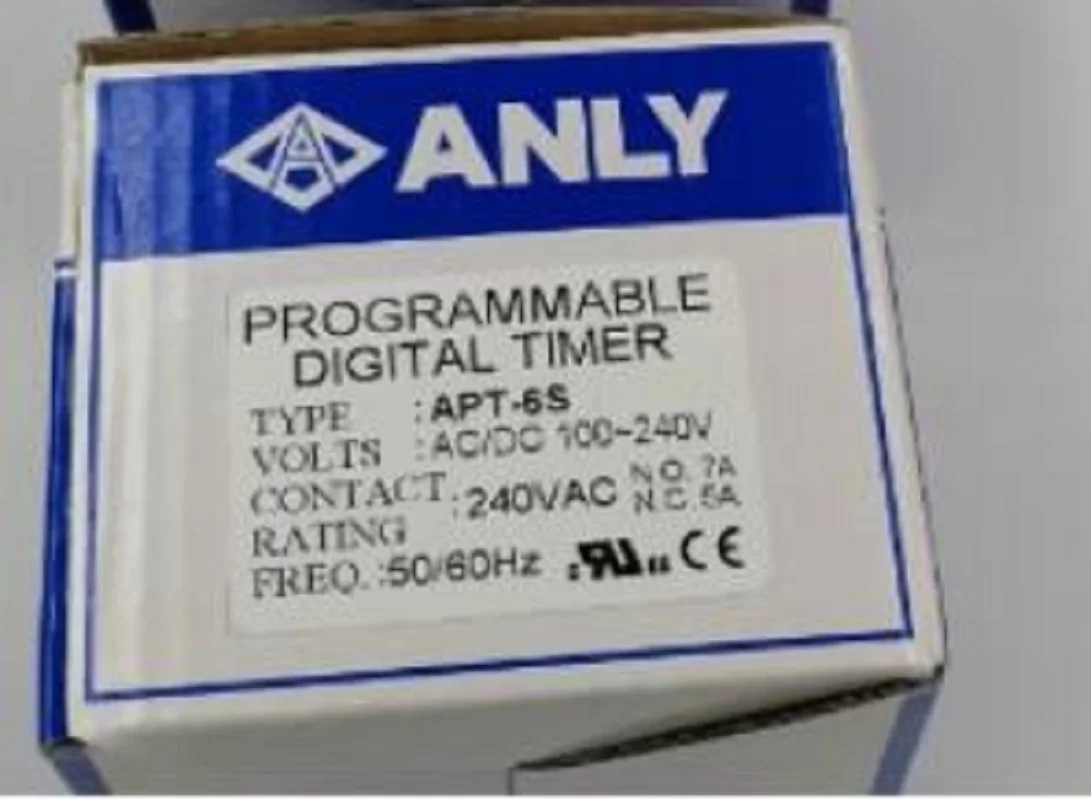 ANLY
PROGRAMMABLE
DIGITAL TIMER
TYPE : APT-6S
VOLTS : AC/DC 100~240V
CONTACT RATING : 240VAC N.O. 7A
N.C. 5A
FREQ. : 50/60Hz RU CE